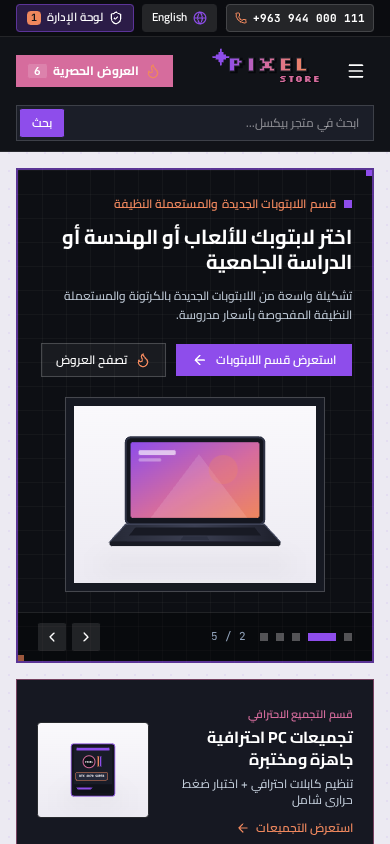 +963 944 000 111
English
لوحة الإدارة 1
PIXEL
STORE
العروض الحصرية 6
ابحث في متجر بيكسل...
بحث
قسم اللابتوبات الجديدة والمستعملة النظيفة
اختر لابتوبك للألعاب أو الهندسة أو
الدراسة الجامعية
تشكيلة واسعة من اللابتوبات الجديدة بالكرتونة والمستعملة
النظيفة المفحوصة بأسعار مدروسة.
استعرض قسم اللابتوبات
تصفح العروض
2 / 5
قسم التجميع الاحترافي
تجميعات PC احترافية
جاهزة ومختبرة
تنظيم كابلات احترافي + اختبار ضغط
حراري شامل
استعرض التجميعات